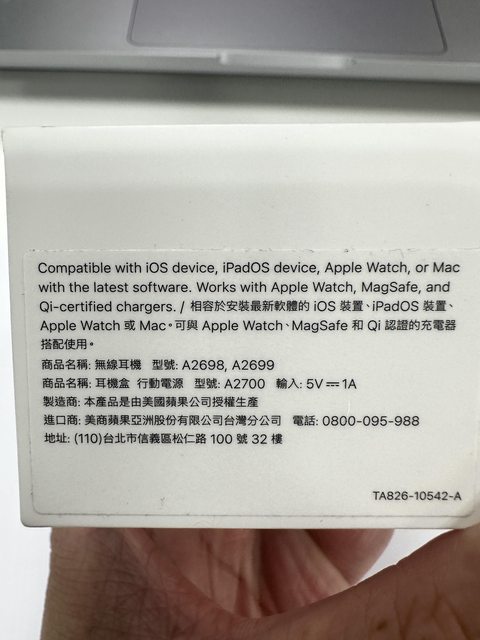 Compatible with iOS device, iPadOS device, Apple Watch, or Mac
with the latest software. Works with Apple Watch, MagSafe, and
Qi-certified chargers. / 相容於安裝最新軟體的 iOS 裝置、iPadOS 裝置、
Apple Watch 或 Mac。可與 Apple Watch、MagSafe 和 Qi 認證的充電器
搭配使用。
商品名稱: 無線耳機 型號: A2698, A2699
商品名稱: 耳機盒 行動電源 型號: A2700 輸入: 5V⎓1A
製造商: 本產品是由美國蘋果公司授權生產
進口商: 美商蘋果亞洲股份有限公司台灣分公司 電話: 0800-095-988
地址: (110)台北市信義區松仁路 100 號 32 樓
TA826-10542-A